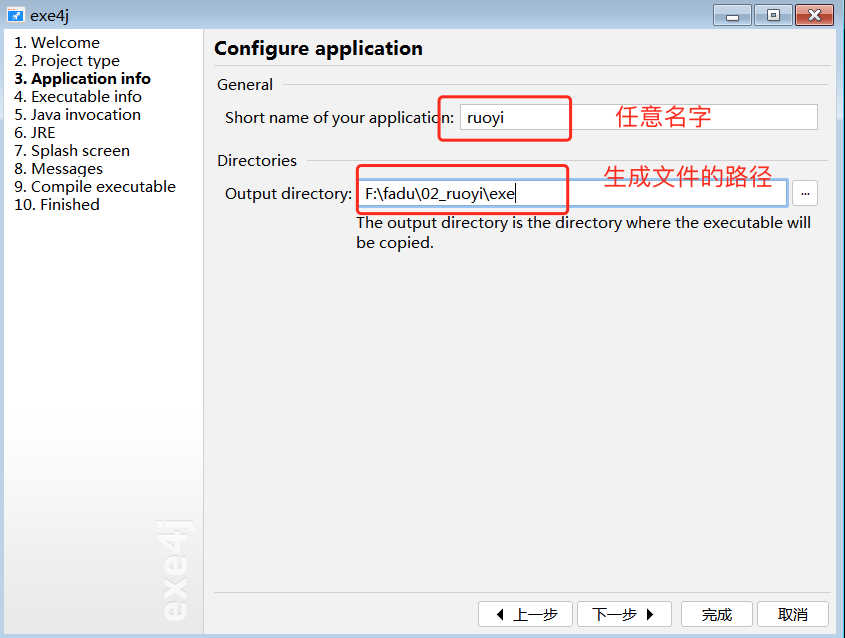 exe4j
1. Welcome
2. Project type
3. Application info
4. Executable info
5. Java invocation
6. JRE
7. Splash screen
8. Messages
9. Compile executable
10. Finished
exe4j
Configure application
General
Short name of your application: ruoyi 任意名字
Directories
生成文件的路径
Output directory: F:\fadu\02_ruoyi\exe ...
The output directory is the directory where the executable will
be copied.
上一步 下一步 完成 取消